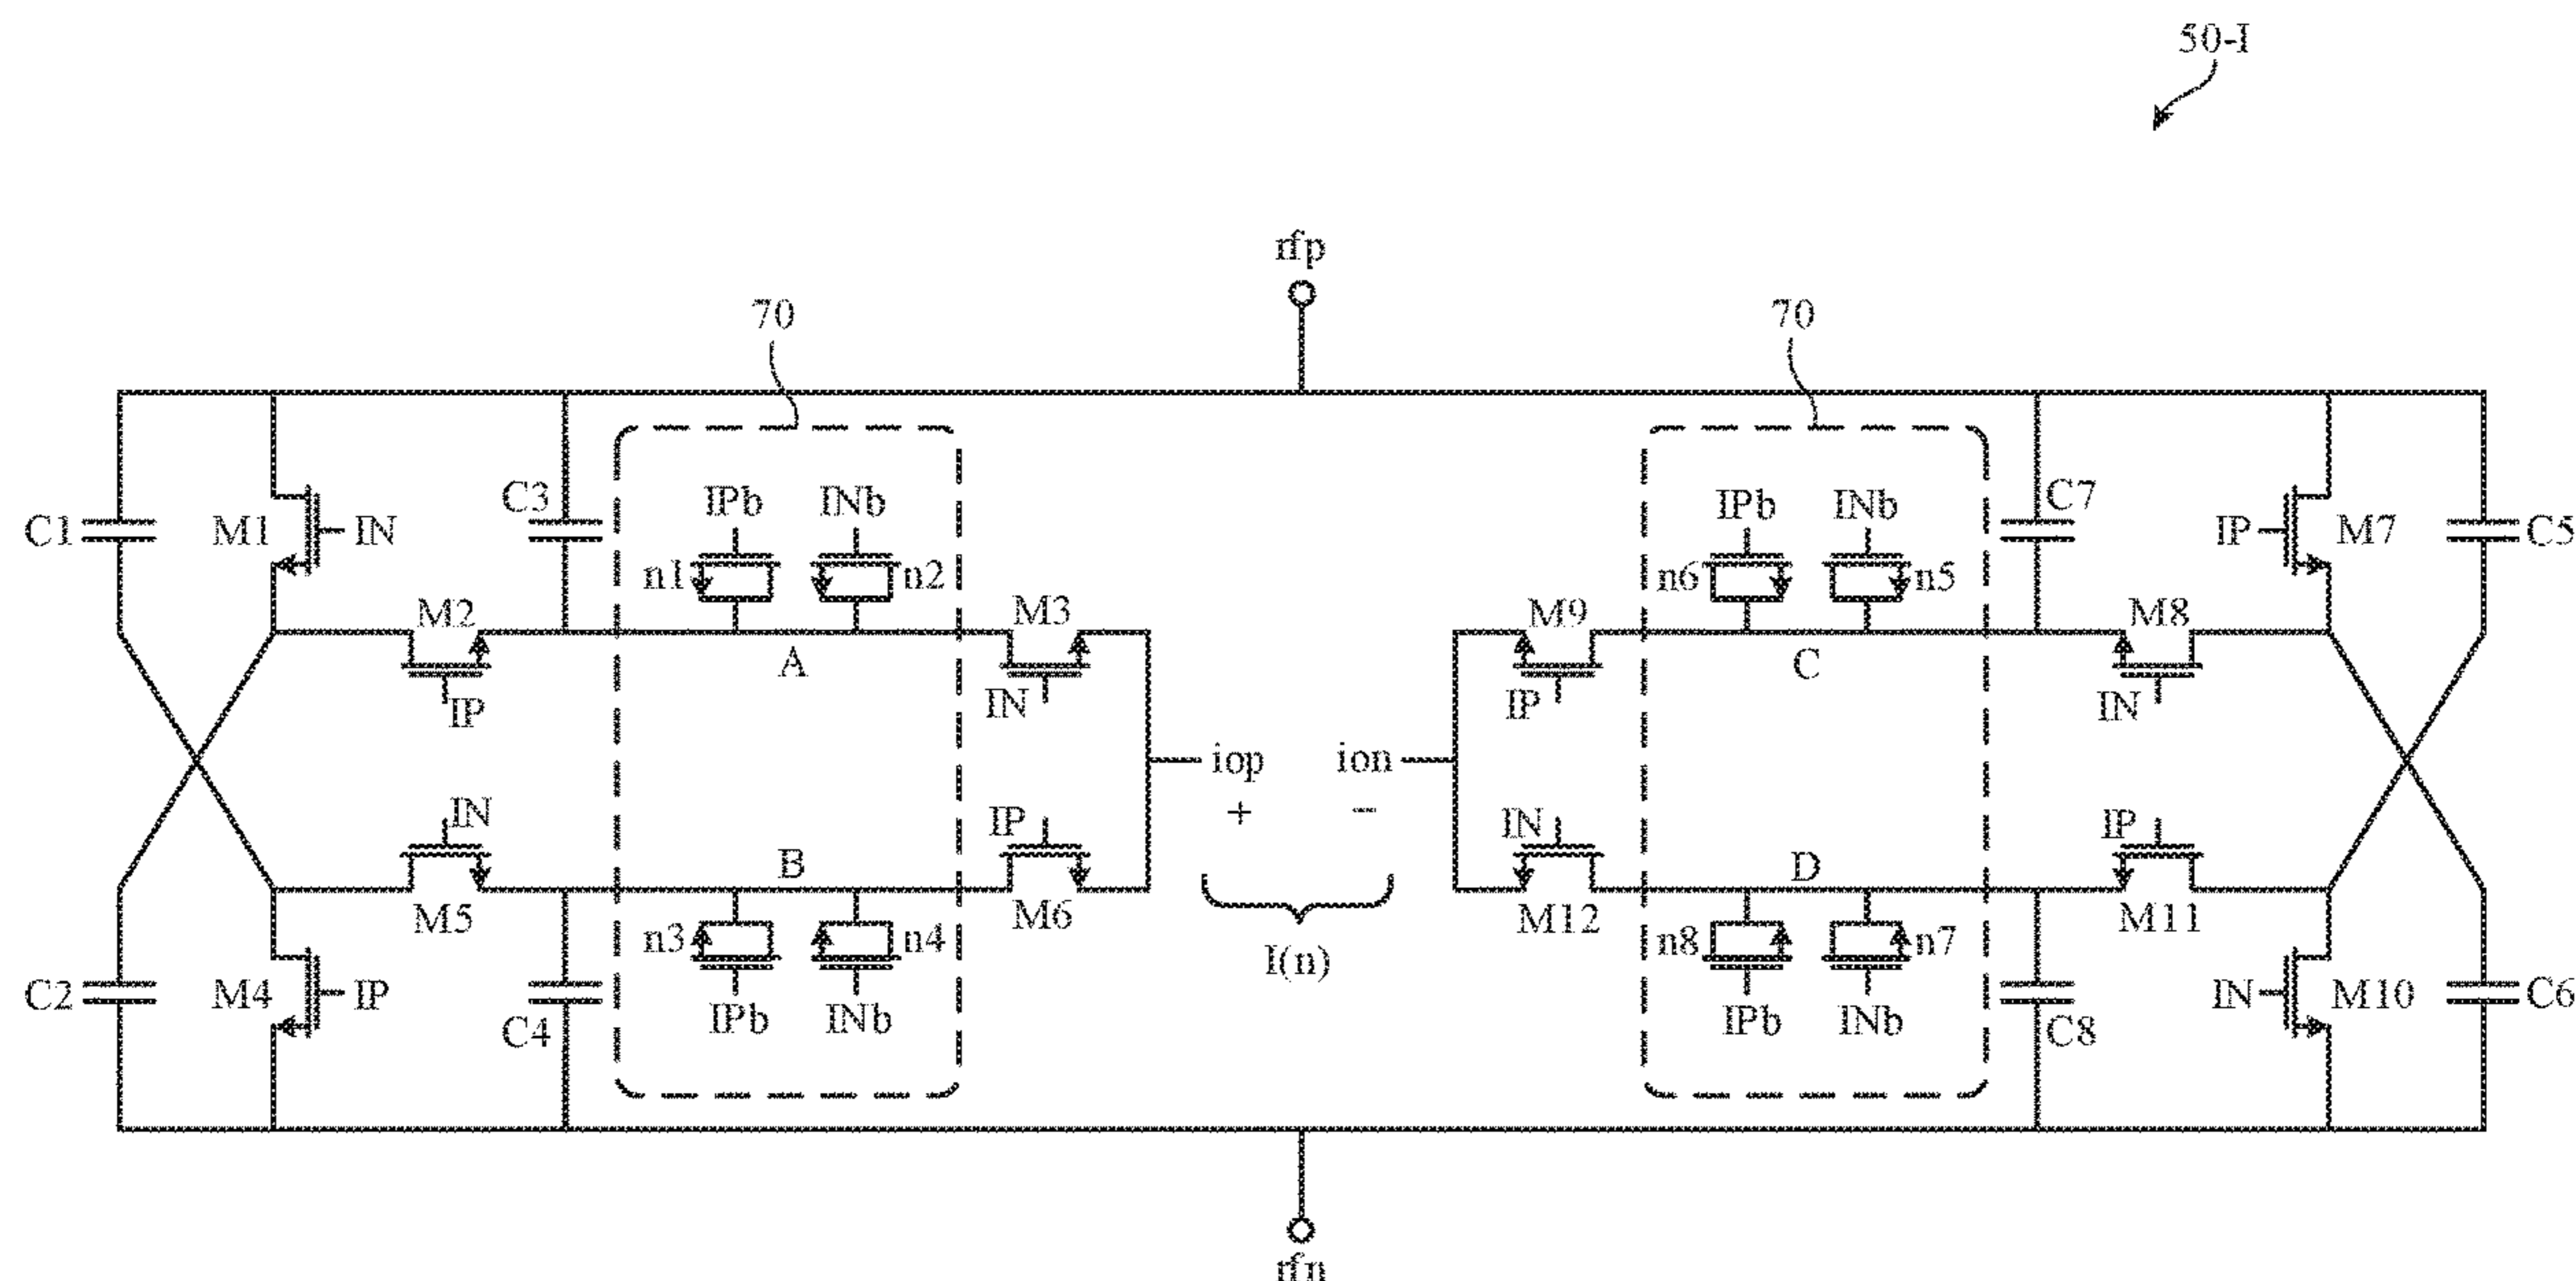 50-I
rfp
70 70
C1 M1 IN C3 IPb INb IPb INb C7 IP M7 C5
n1 n2 n6 n5
M2 M3 M9 M8
IP A IN IP C IN
iop ion
+ −
IN B IP IN D IP
M5 M6 M12 M11
n3 n4 n8 n7
I(n)
C2 M4 IP C4 IPb INb IPb INb C8 IN M10 C6
rfn